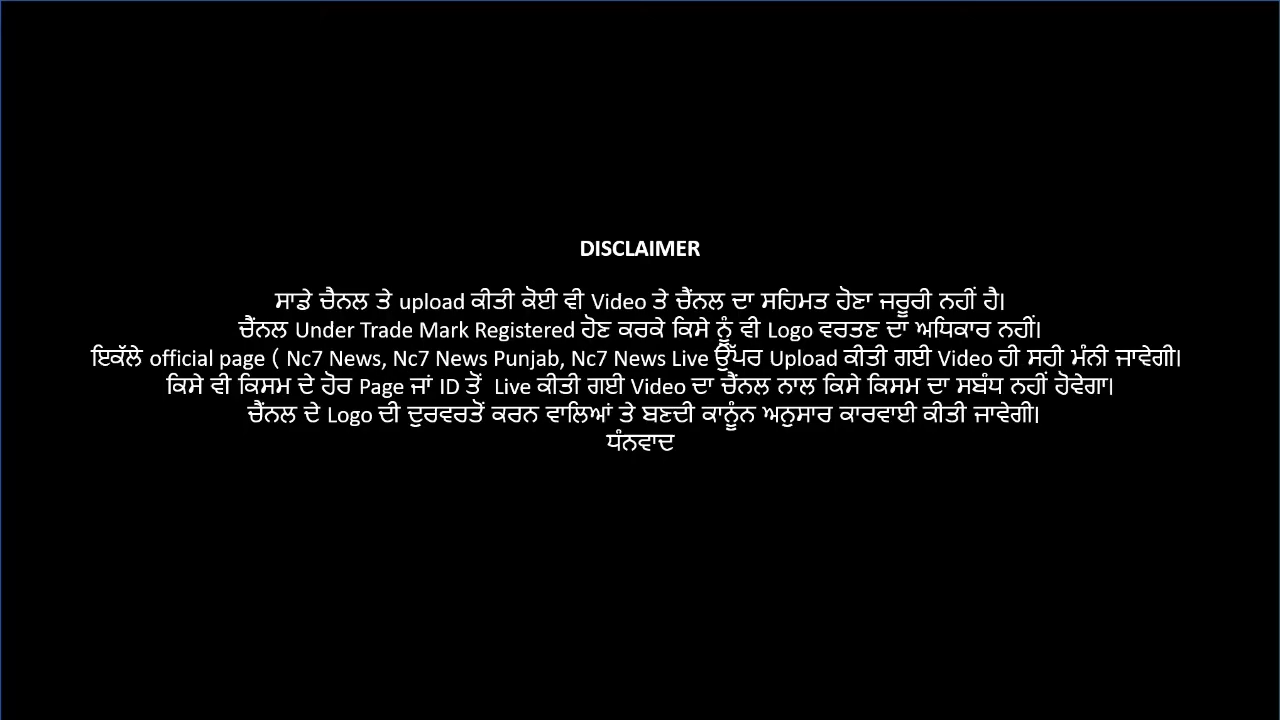 DISCLAIMER
ਸਾਡੇ ਚੈਨਲ ਤੇ upload ਕੀਤੀ ਕੋਈ ਵੀ Video ਤੇ ਚੈਂਨਲ ਦਾ ਸਹਿਮਤ ਹੋਣਾ ਜਰੂਰੀ ਨਹੀਂ ਹੈ।
ਚੈਂਨਲ Under Trade Mark Registered ਹੋਣ ਕਰਕੇ ਕਿਸੇ ਨੂੰ ਵੀ Logo ਵਰਤਣ ਦਾ ਅਧਿਕਾਰ ਨਹੀਂ।
ਇਕੱਲੇ official page ( Nc7 News, Nc7 News Punjab, Nc7 News Live ਉੱਪਰ Upload ਕੀਤੀ ਗਈ Video ਹੀ ਸਹੀ ਮੰਨੀ ਜਾਵੇਗੀ।
ਕਿਸੇ ਵੀ ਕਿਸਮ ਦੇ ਹੋਰ Page ਜਾਂ ID ਤੋਂ Live ਕੀਤੀ ਗਈ Video ਦਾ ਚੈਂਨਲ ਨਾਲ ਕਿਸੇ ਕਿਸਮ ਦਾ ਸਬੰਧ ਨਹੀਂ ਹੋਵੇਗਾ।
ਚੈਂਨਲ ਦੇ Logo ਦੀ ਦੁਰਵਰਤੋਂ ਕਰਨ ਵਾਲਿਆਂ ਤੇ ਬਣਦੀ ਕਾਨੂੰਨ ਅਨੁਸਾਰ ਕਾਰਵਾਈ ਕੀਤੀ ਜਾਵੇਗੀ।
ਧੰਨਵਾਦ